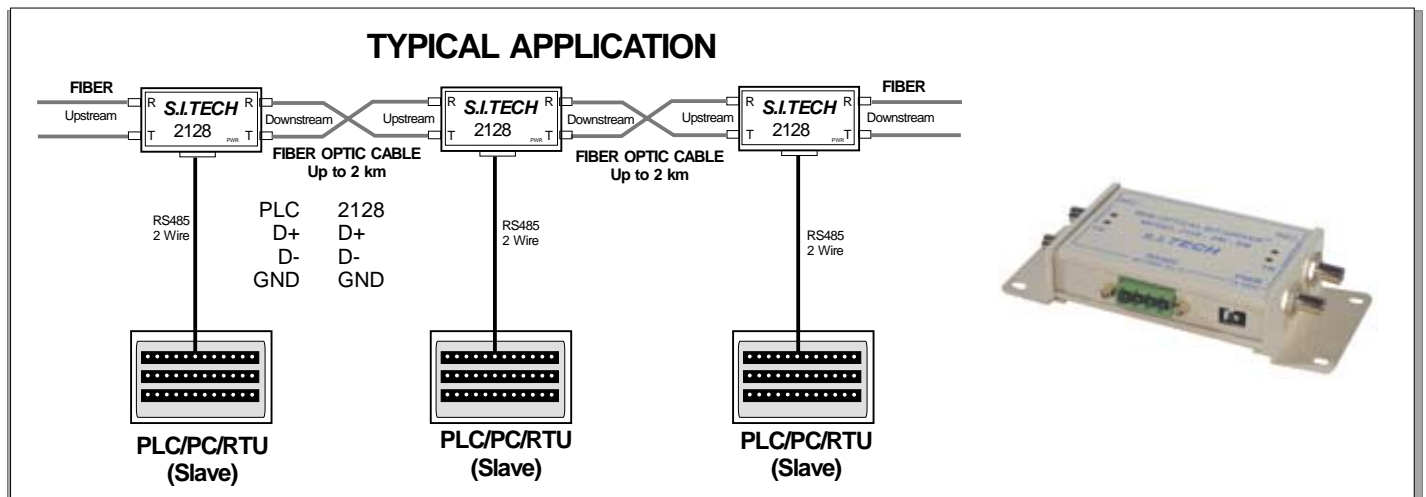 TYPICAL APPLICATION
FIBER
Upstream
R
R
S.I.TECH
2128
T
T
PWR
Downstream
FIBER OPTIC CABLE
Up to 2 km
Upstream
R
R
S.I.TECH
2128
T
T
PWR
Downstream
FIBER OPTIC CABLE
Up to 2 km
Upstream
R
R
S.I.TECH
2128
T
T
PWR
FIBER
Downstream
RS485
2 Wire
PLC 2128
D+ D+
D- D-
GND GND
RS485
2 Wire
RS485
2 Wire
PLC/PC/RTU
(Slave)
PLC/PC/RTU
(Slave)
PLC/PC/RTU
(Slave)
S.I.TECH